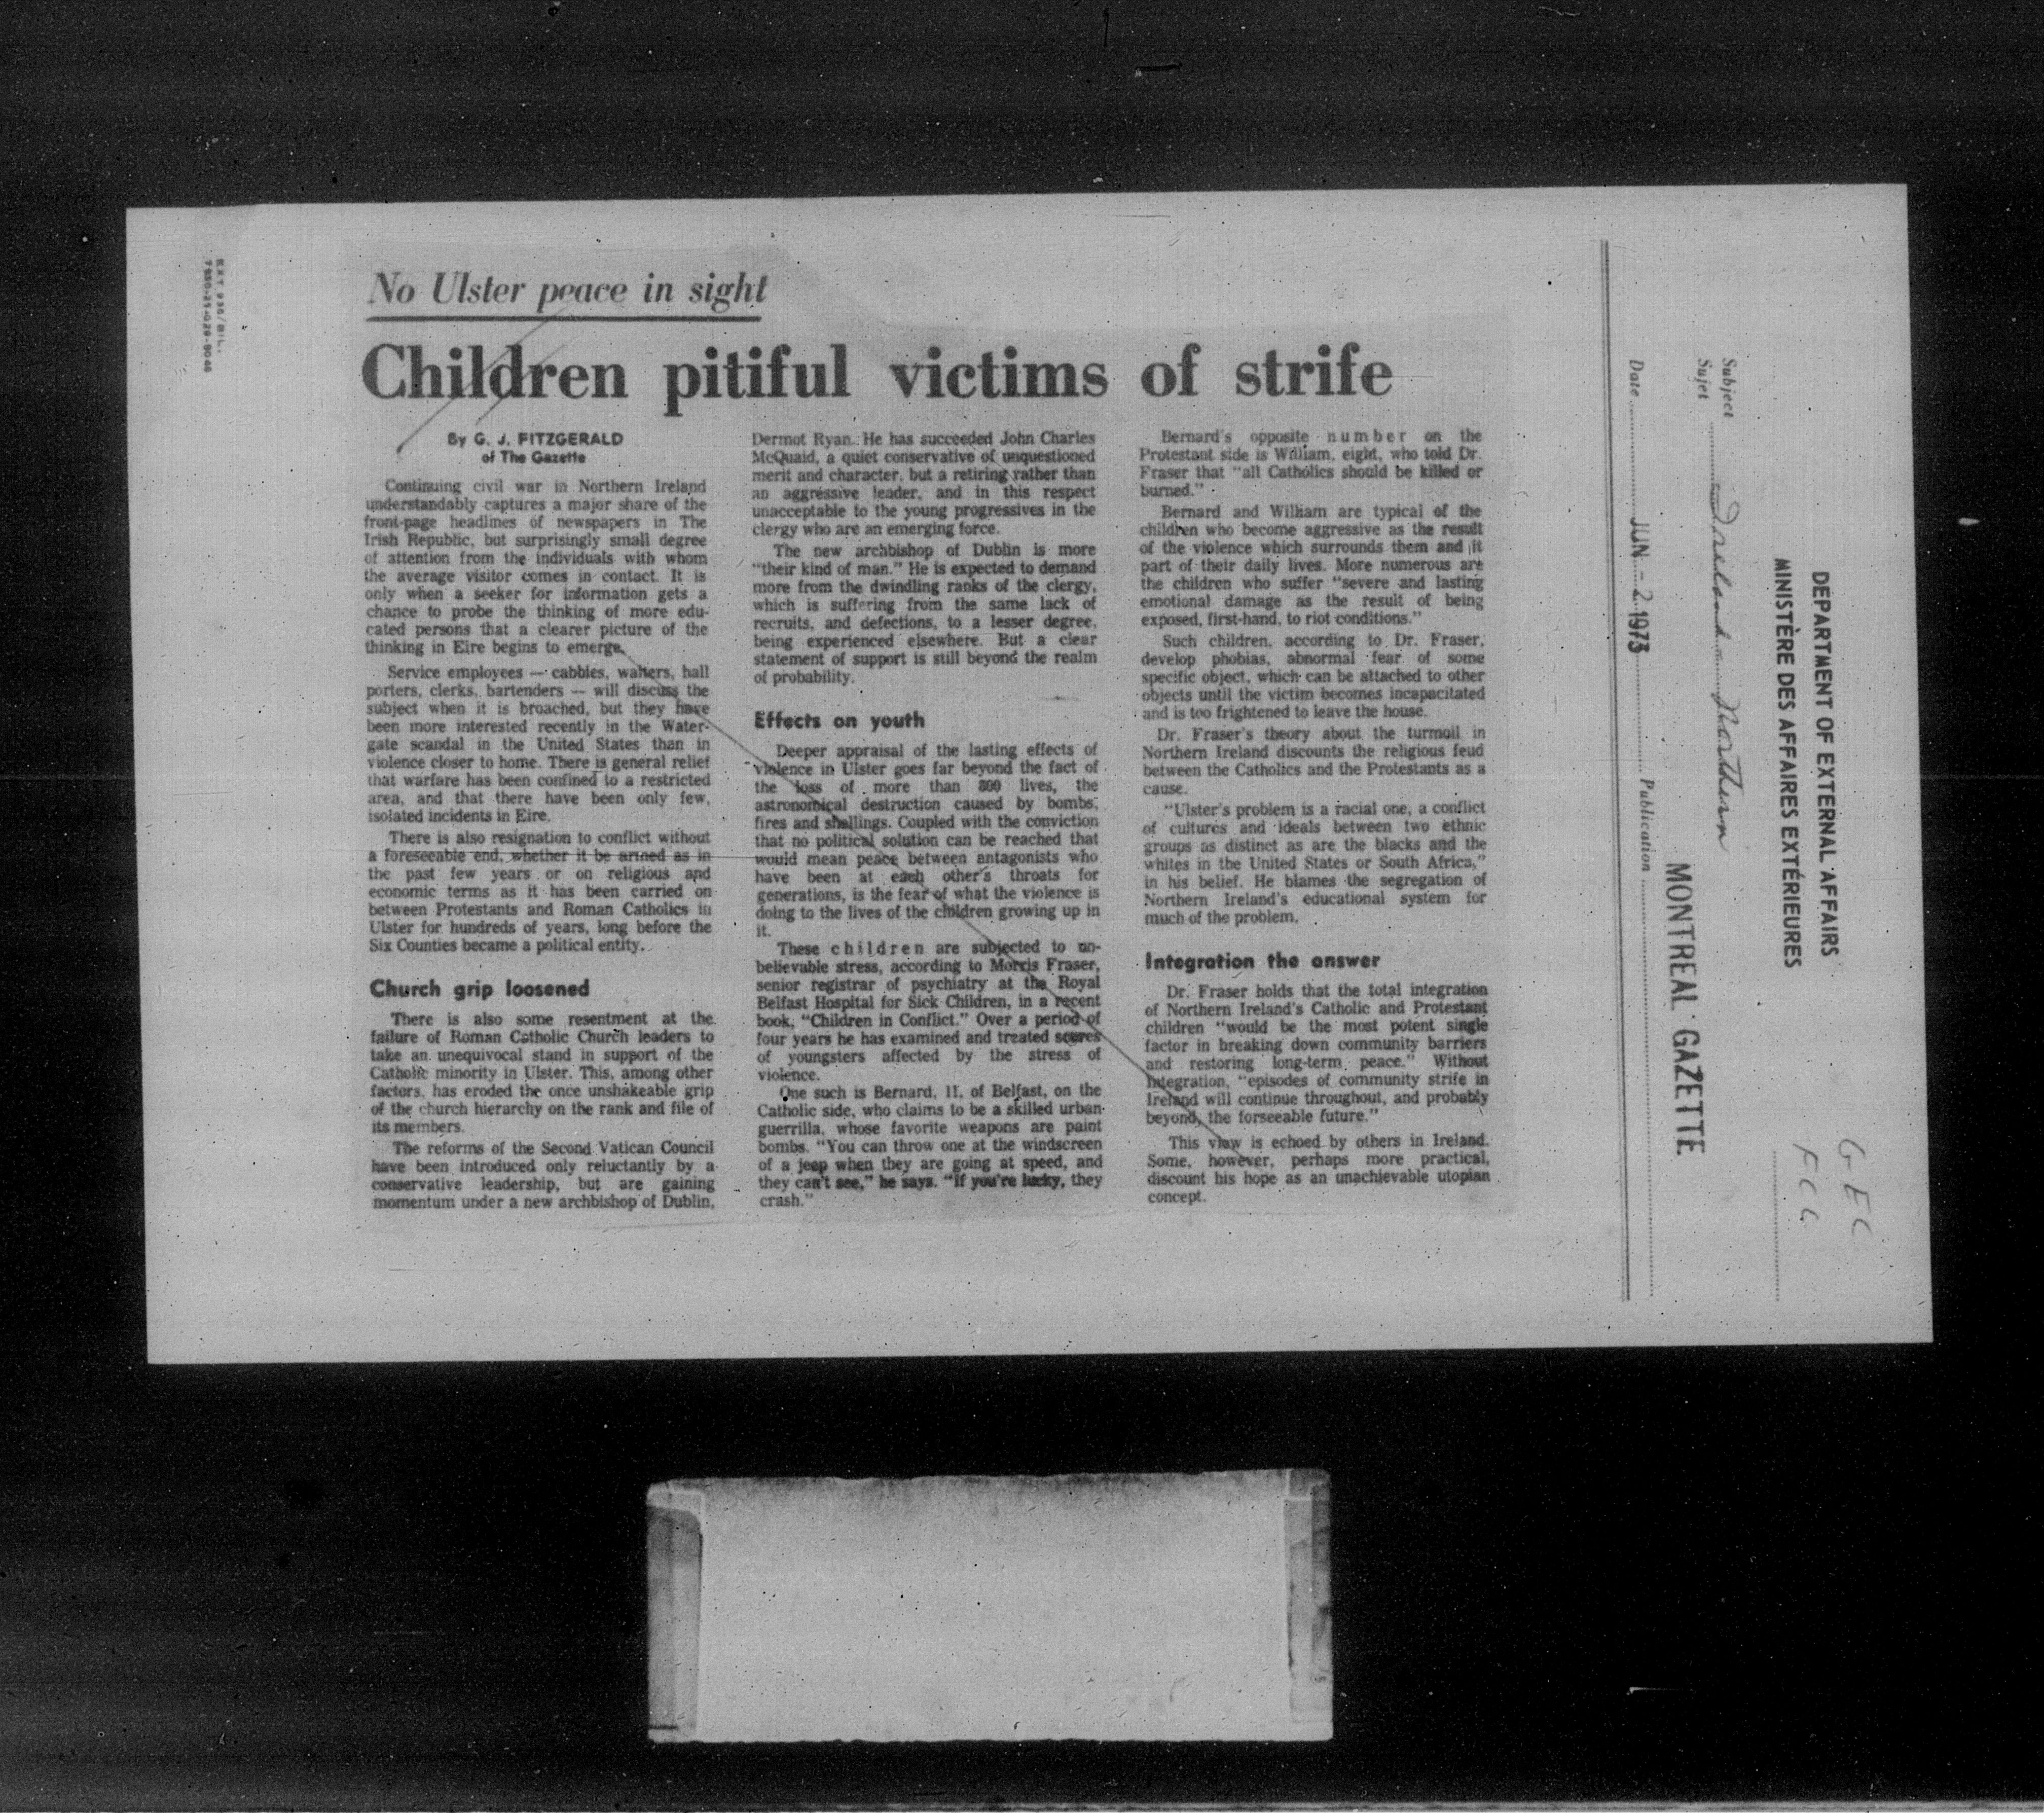 No Ulster peace in sight
Children pitiful victims of strife
By G. J. FITZGERALD
of The Gazette
Continuing civil war in Northern Ireland
understandably captures a major share of the
front-page headlines of newspapers in The
Irish Republic, but surprisingly small degree
of attention from the individuals with whom
the average visitor comes in contact. It is
only when a seeker for information gets a
chance to probe the thinking of more edu-
cated persons that a clearer picture of the
thinking in Eire begins to emerge.
Service employees — cabbies, waiters, hall
porters, clerks, bartenders — will discuss the
subject when it is broached, but they have
been more interested recently in the Water-
gate scandal in the United States than in
violence closer to home. There is general relief
that warfare has been confined to a restricted
area, and that there have been only few,
isolated incidents in Eire.
There is also resignation to conflict without
a foreseeable end, whether it be armed as in
the past few years or on religious and
economic terms as it has been carried on
between Protestants and Roman Catholics in
Ulster for hundreds of years, long before the
Six Counties became a political entity.
Church grip loosened
There is also some resentment at the
failure of Roman Catholic Church leaders to
take an unequivocal stand in support of the
Catholic minority in Ulster. This, among other
factors, has eroded the once unshakeable grip
of the church hierarchy on the rank and file of
its members.
The reforms of the Second Vatican Council
have been introduced only reluctantly by a
conservative leadership, but are gaining
momentum under a new archbishop of Dublin,
Dermot Ryan. He has succeeded John Charles
McQuaid, a quiet conservative of unquestioned
merit and character, but a retiring rather than
an aggressive leader, and in this respect
unacceptable to the young progressives in the
clergy who are an emerging force.
The new archbishop of Dublin is more
"their kind of man." He is expected to demand
more from the dwindling ranks of the clergy,
which is suffering from the same lack of
recruits, and defections, to a lesser degree,
being experienced elsewhere. But a clear
statement of support is still beyond the realm
of probability.
Effects on youth
Deeper appraisal of the lasting effects of
violence in Ulster goes far beyond the fact of
the loss of more than 800 lives, the
astronomical destruction caused by bombs,
fires and shellings. Coupled with the conviction
that no political solution can be reached that
would mean peace between antagonists who
have been at each other's throats for
generations, is the fear of what the violence is
doing to the lives of the children growing up in
it.
These children are subjected to un-
believable stress, according to Morris Fraser,
senior registrar of psychiatry at the Royal
Belfast Hospital for Sick Children, in a recent
book, "Children in Conflict." Over a period of
four years he has examined and treated scores
of youngsters affected by the stress of
violence.
One such is Bernard, 11, of Belfast, on the
Catholic side, who claims to be a skilled urban
guerrilla, whose favorite weapons are paint
bombs. "You can throw one at the windscreen
of a jeep when they are going at speed, and
they can't see," he says. "If you're lucky, they
crash."
Bernard's opposite number on the
Protestant side is William, eight, who told Dr.
Fraser that "all Catholics should be killed or
burned."
Bernard and William are typical of the
children who become aggressive as the result
of the violence which surrounds them and it
part of their daily lives. More numerous are
the children who suffer "severe and lasting
emotional damage as the result of being
exposed, first-hand, to riot conditions."
Such children, according to Dr. Fraser,
develop phobias, abnormal fear of some
specific object, which can be attached to other
objects until the victim becomes incapacitated
and is too frightened to leave the house.
Dr. Fraser's theory about the turmoil in
Northern Ireland discounts the religious feud
between the Catholics and the Protestants as a
cause.
"Ulster's problem is a racial one, a conflict
of cultures and ideals between two ethnic
groups as distinct as are the blacks and the
whites in the United States or South Africa,"
in his belief. He blames the segregation of
Northern Ireland's educational system for
much of the problem.
Integration the answer
Dr. Fraser holds that the total integration
of Northern Ireland's Catholic and Protestant
children "would be the most potent single
factor in breaking down community barriers
and restoring long-term peace." Without
integration, "episodes of community strife in
Ireland will continue throughout, and probably
beyond, the forseeable future."
This view is echoed by others in Ireland.
Some, however, perhaps more practical,
discount his hope as an unachievable utopian
concept.
DEPARTMENT OF EXTERNAL AFFAIRS
MINISTÈRE DES AFFAIRES EXTÉRIEURES
G E C
F C G
Subject
Sujet
Ireland - Northern
MONTREAL GAZETTE
Date JUN - 2 1973 Publication
EXT 936/BIL.